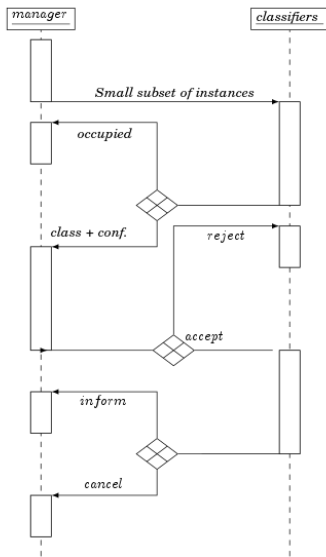 manager
classifiers
Small subset of instances
occupied
class + conf.
reject
accept
inform
cancel